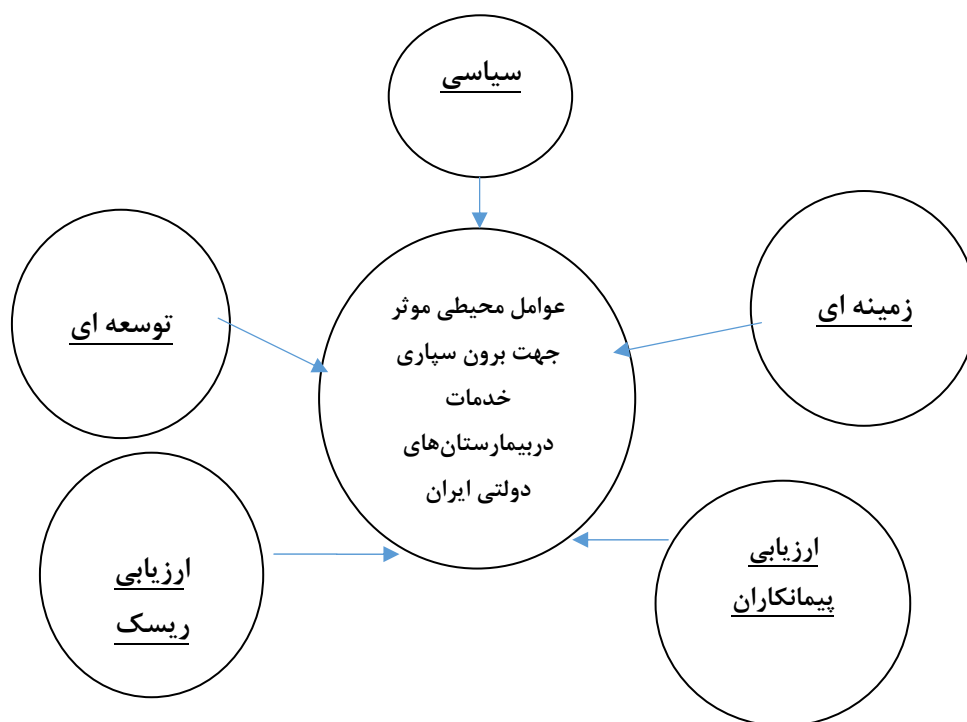 سیاسی
زمینه ای
توسعه ای
عوامل محیطی موثر
جهت برون سپاری
خدمات
دربیمارستان‌های
دولتی ایران
ارزیابی
پیمانکاران
ارزیابی
ریسک